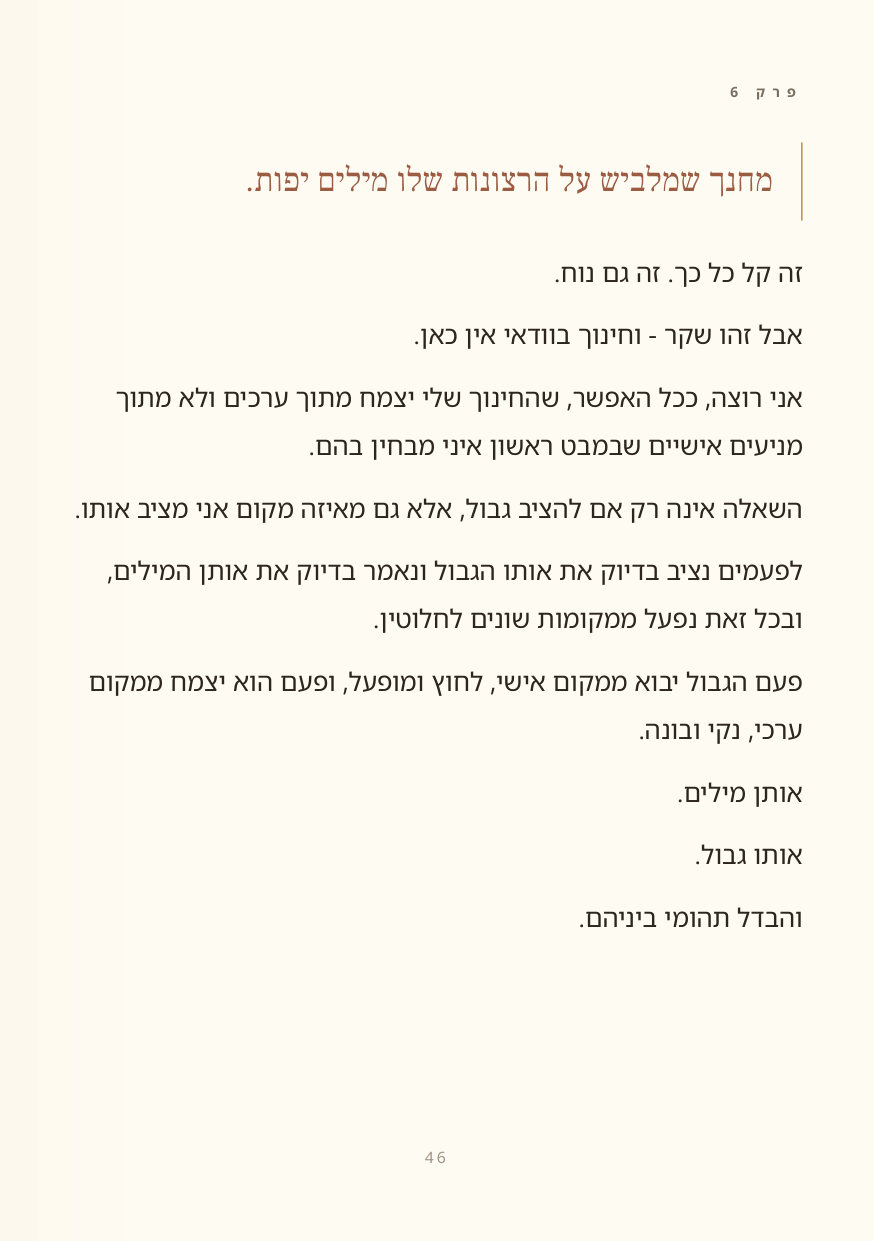 פרק 6
מחנך שמלביש על הרצונות שלו מילים יפות.
זה קל כל כך. זה גם נוח.
אבל זהו שקר - וחינוך בוודאי אין כאן.
אני רוצה, ככל האפשר, שהחינוך שלי יצמח מתוך ערכים ולא מתוך
מניעים אישיים שבמבט ראשון איני מבחין בהם.
השאלה אינה רק אם להציב גבול, אלא גם מאיזה מקום אני מציב אותו.
לפעמים נציב בדיוק את אותו הגבול ונאמר בדיוק את אותן המילים,
ובכל זאת נפעל ממקומות שונים לחלוטין.
פעם הגבול יבוא ממקום אישי, לחוץ ומופעל, ופעם הוא יצמח ממקום
ערכי, נקי ובונה.
אותן מילים.
אותו גבול.
והבדל תהומי ביניהם.
46